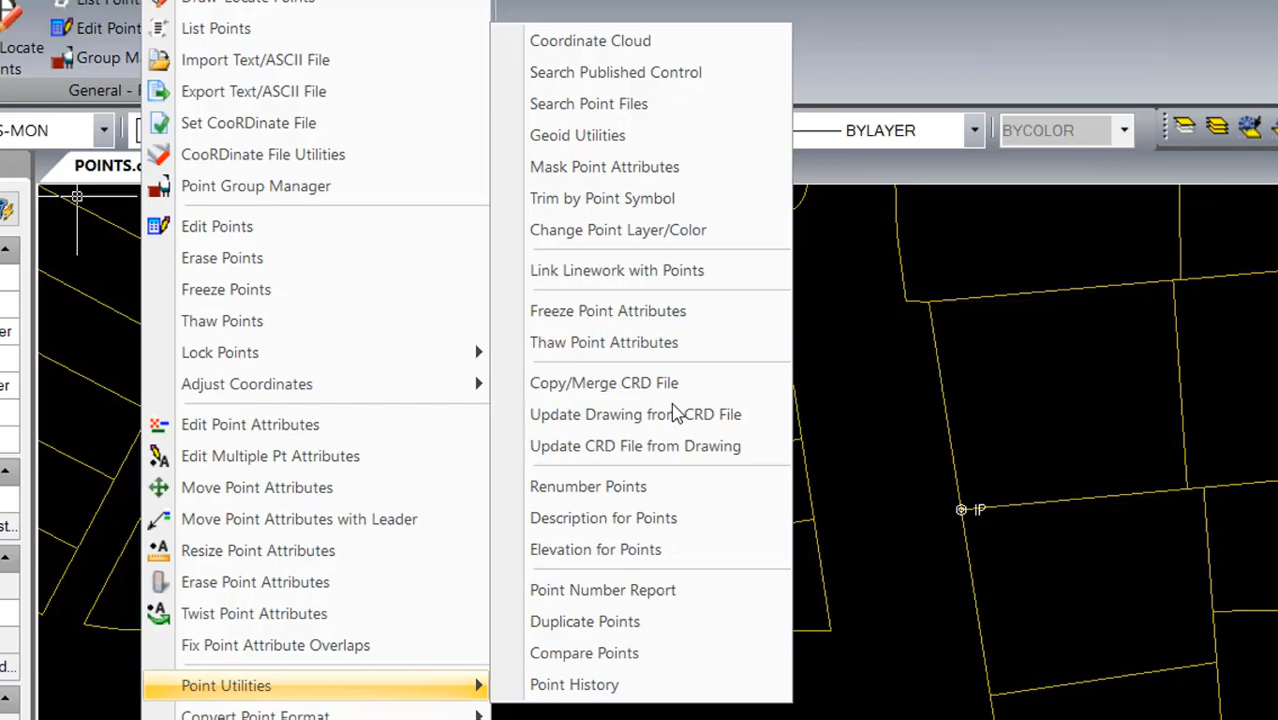 Edit Point
Locate
Group M
nts
General -
S-MON
BYLAYER
BYCOLOR
POINTS.
List Points
Import Text/ASCII File
Export Text/ASCII File
Set CooRDinate File
CooRDinate File Utilities
Point Group Manager
Edit Points
Erase Points
Freeze Points
Thaw Points
Lock Points
Adjust Coordinates
Edit Point Attributes
Edit Multiple Pt Attributes
Move Point Attributes
Move Point Attributes with Leader
Resize Point Attributes
Erase Point Attributes
Twist Point Attributes
Fix Point Attribute Overlaps
Point Utilities
Convert Point Format
Coordinate Cloud
Search Published Control
Search Point Files
Geoid Utilities
Mask Point Attributes
Trim by Point Symbol
Change Point Layer/Color
Link Linework with Points
Freeze Point Attributes
Thaw Point Attributes
Copy/Merge CRD File
Update Drawing from CRD File
Update CRD File from Drawing
Renumber Points
Description for Points
Elevation for Points
Point Number Report
Duplicate Points
Compare Points
Point History
IP
er
er
st...
d...